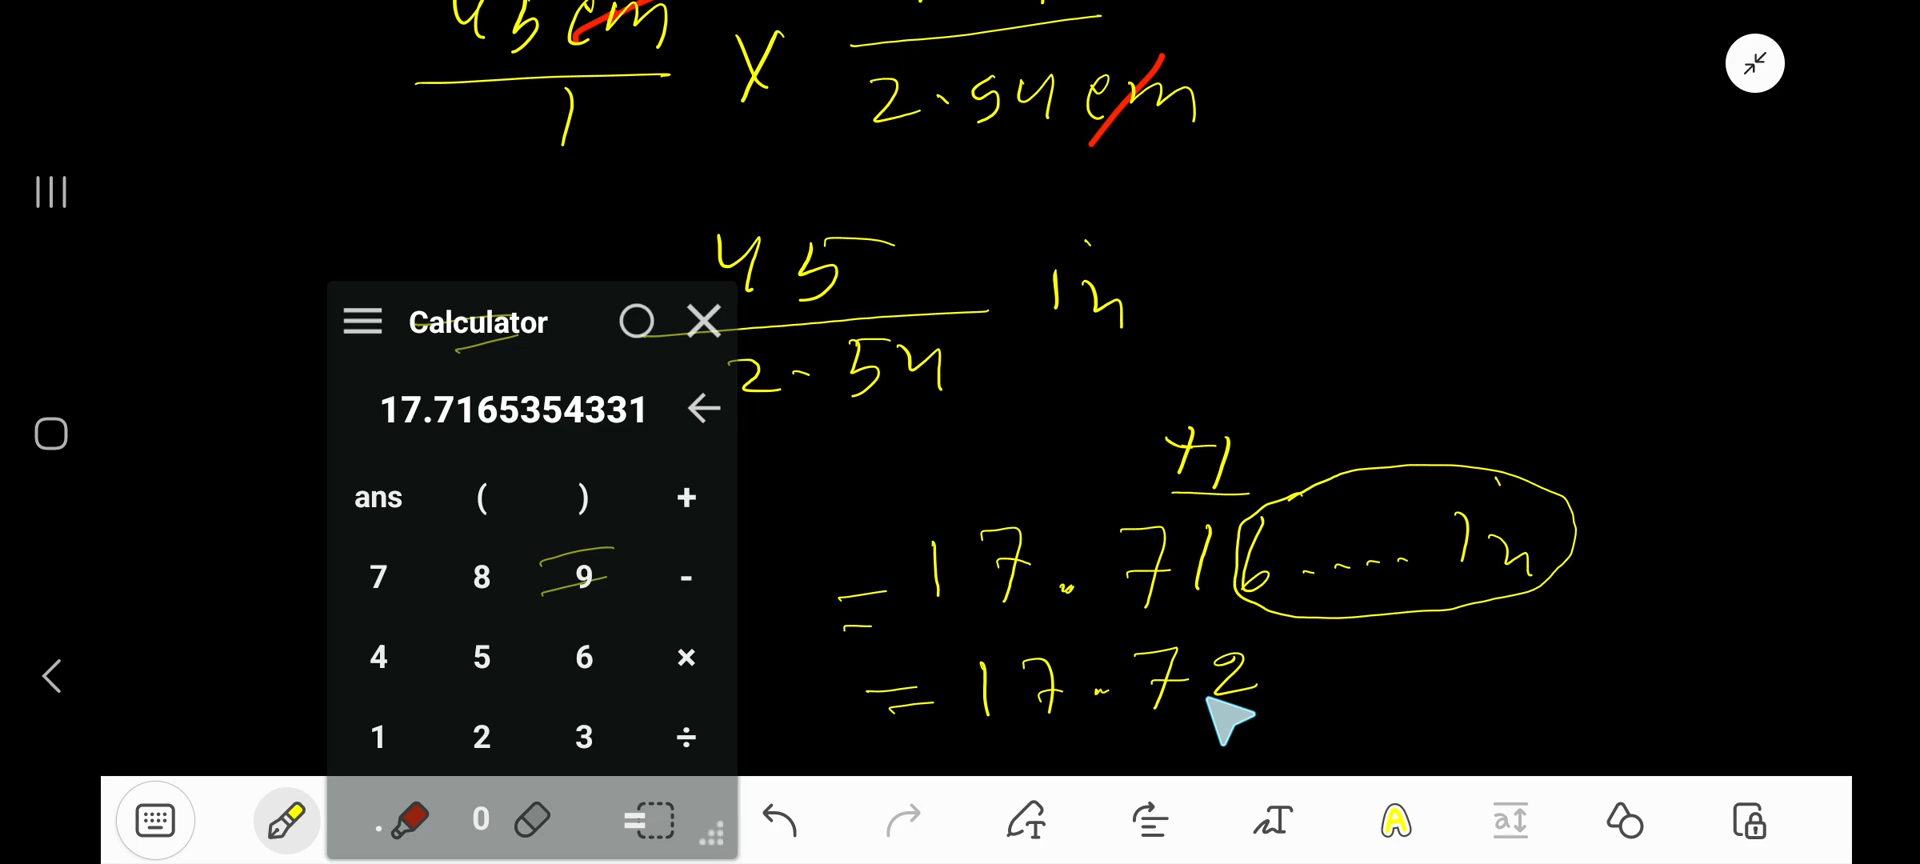 45 cm
1
×
2.54 cm
45
2.54
in
Calculator
17.7165354331
ans ( ) +
7 8 9 -
4 5 6 ×
1 2 3 ÷
. 0 =
+1
= 17.716.... in
= 17.72
T
T
A
a